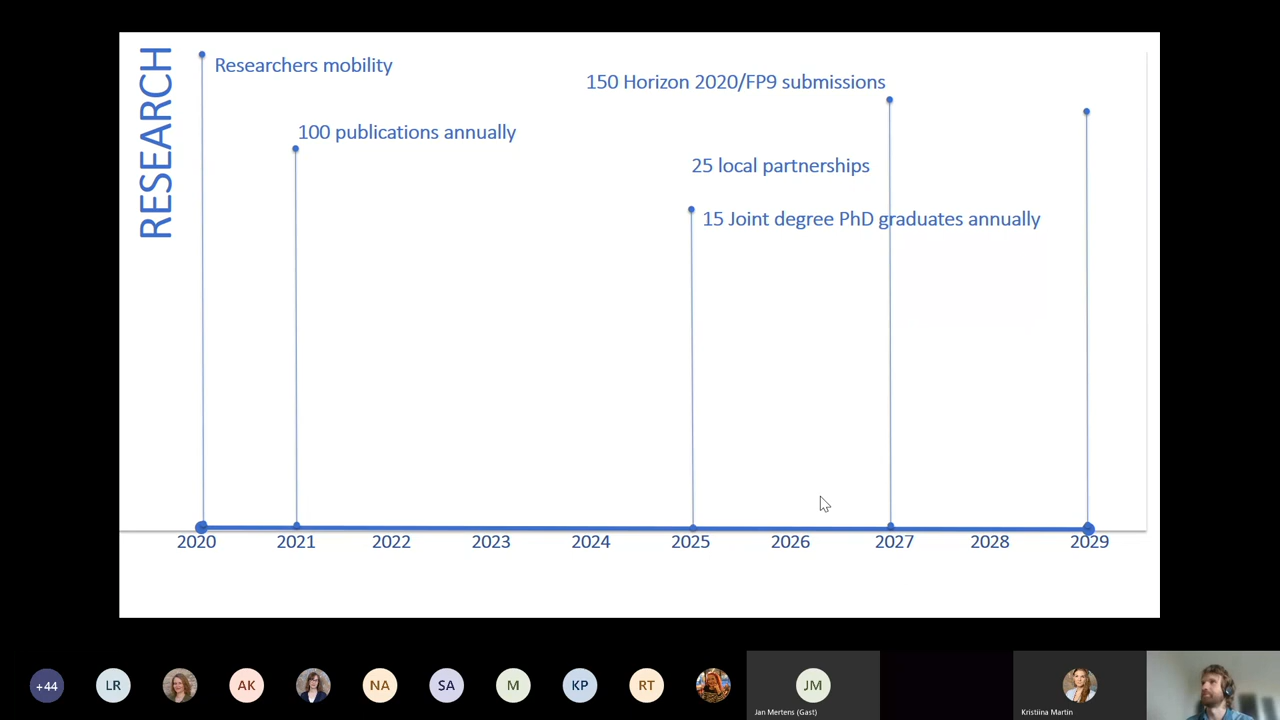 RESEARCH
Researchers mobility
150 Horizon 2020/FP9 submissions
100 publications annually
25 local partnerships
15 Joint degree PhD graduates annually
2020 2021 2022 2023 2024 2025 2026 2027 2028 2029
+44 LR AK NA SA M KP RT JM
Jan Mertens (Gast) Kristiina Martin